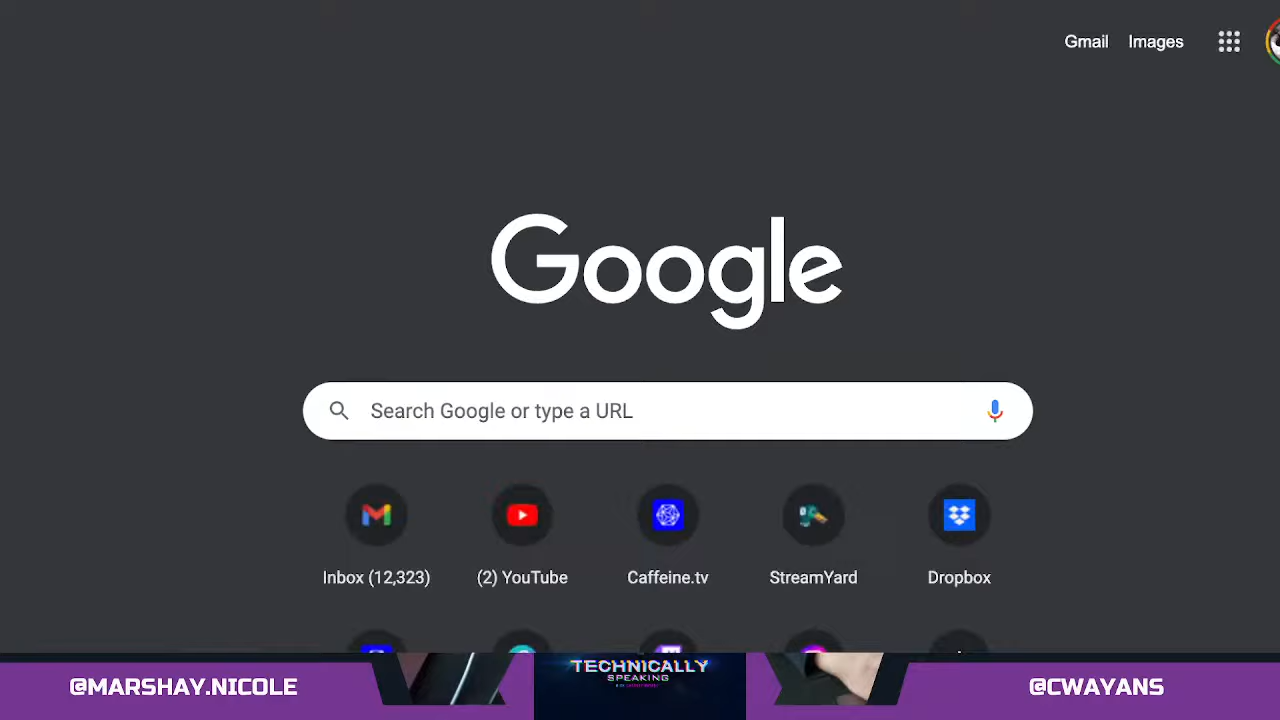 Gmail Images
Google
Search Google or type a URL
Inbox (12,323) (2) YouTube Caffeine.tv StreamYard Dropbox
@MARSHAY.NICOLE
TECHNICALLY
SPEAKING
@CWAYANS